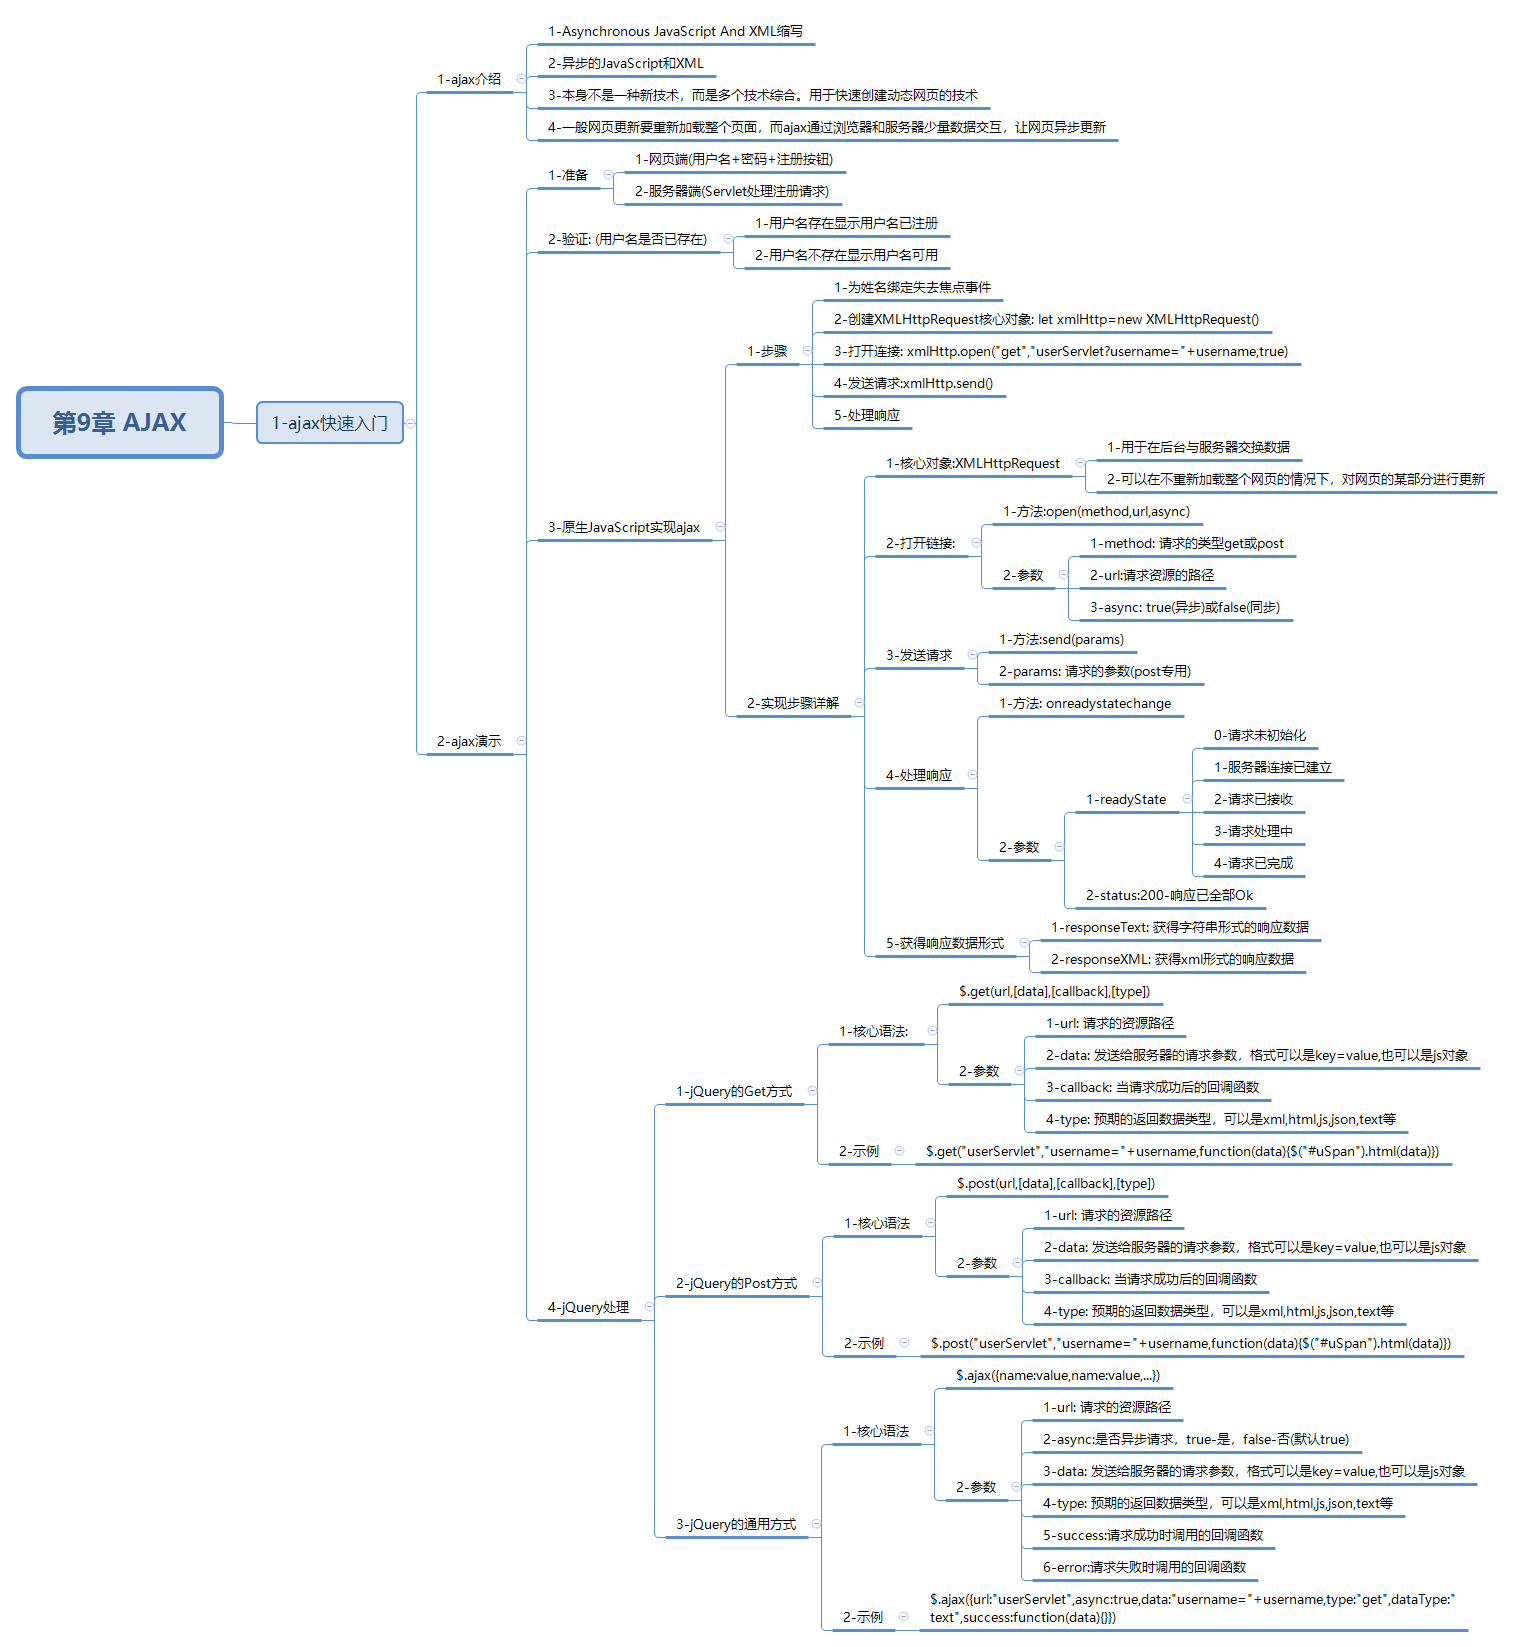 第9章 AJAX
1-ajax快速入门
1-ajax介绍
1-Asynchronous JavaScript And XML缩写
2-异步的JavaScript和XML
3-本身不是一种新技术，而是多个技术综合。用于快速创建动态网页的技术
4-一般网页更新要重新加载整个页面，而ajax通过浏览器和服务器少量数据交互，让网页异步更新
2-ajax演示
1-准备
1-网页端(用户名+密码+注册按钮)
2-服务器端(Servlet处理注册请求)
2-验证: (用户名是否已存在)
1-用户名存在显示用户名已注册
2-用户名不存在显示用户名可用
3-原生JavaScript实现ajax
1-步骤
1-为姓名绑定失去焦点事件
2-创建XMLHttpRequest核心对象: let xmlHttp=new XMLHttpRequest()
3-打开连接: xmlHttp.open("get","userServlet?username="+username,true)
4-发送请求:xmlHttp.send()
5-处理响应
2-实现步骤详解
1-核心对象:XMLHttpRequest
1-用于在后台与服务器交换数据
2-可以在不重新加载整个网页的情况下，对网页的某部分进行更新
2-打开链接:
1-方法:open(method,url,async)
2-参数
1-method: 请求的类型get或post
2-url:请求资源的路径
3-async: true(异步)或false(同步)
3-发送请求
1-方法:send(params)
2-params: 请求的参数(post专用)
4-处理响应
1-方法: onreadystatechange
2-参数
1-readyState
0-请求未初始化
1-服务器连接已建立
2-请求已接收
3-请求处理中
4-请求已完成
2-status:200-响应已全部Ok
5-获得响应数据形式
1-responseText: 获得字符串形式的响应数据
2-responseXML: 获得xml形式的响应数据
4-jQuery处理
1-jQuery的Get方式
1-核心语法:
$.get(url,[data],[callback],[type])
2-参数
1-url: 请求的资源路径
2-data: 发送给服务器的请求参数，格式可以是key=value,也可以是js对象
3-callback: 当请求成功后的回调函数
4-type: 预期的返回数据类型，可以是xml,html,js,json,text等
2-示例
$.get("userServlet","username="+username,function(data){$("#uSpan").html(data)})
2-jQuery的Post方式
1-核心语法
$.post(url,[data],[callback],[type])
2-参数
1-url: 请求的资源路径
2-data: 发送给服务器的请求参数，格式可以是key=value,也可以是js对象
3-callback: 当请求成功后的回调函数
4-type: 预期的返回数据类型，可以是xml,html,js,json,text等
2-示例
$.post("userServlet","username="+username,function(data){$("#uSpan").html(data)})
3-jQuery的通用方式
1-核心语法
$.ajax({name:value,name:value,...})
2-参数
1-url: 请求的资源路径
2-async:是否异步请求，true-是，false-否(默认true)
3-data: 发送给服务器的请求参数，格式可以是key=value,也可以是js对象
4-type: 预期的返回数据类型，可以是xml,html,js,json,text等
5-success:请求成功时调用的回调函数
6-error:请求失败时调用的回调函数
2-示例
$.ajax({url:"userServlet",async:true,data:"username="+username,type:"get",dataType:"
text",success:function(data){}})